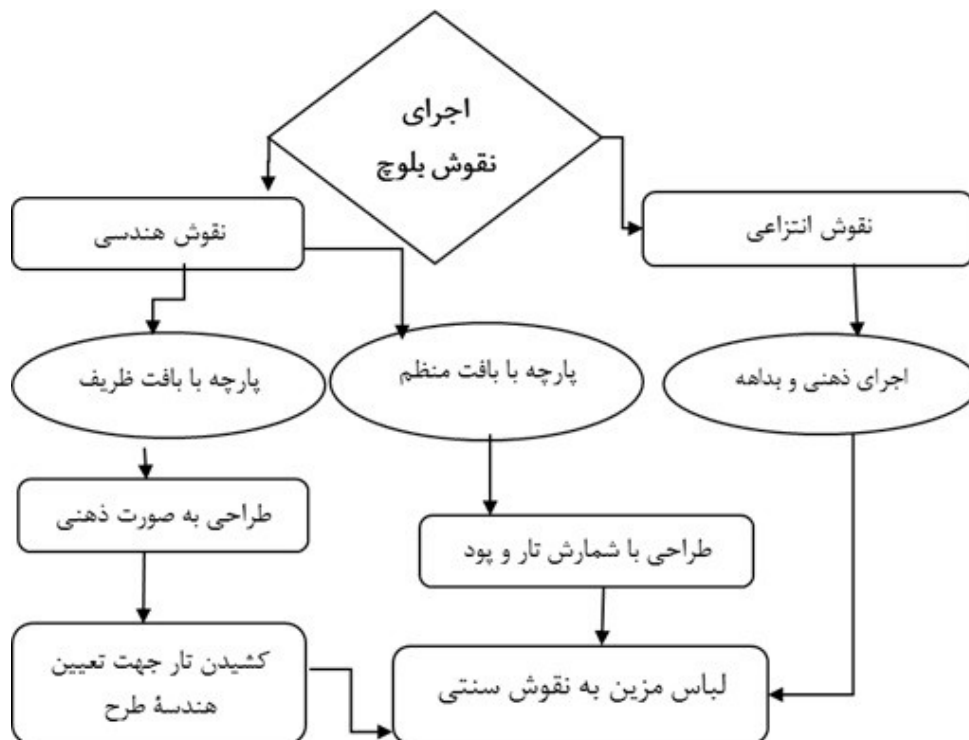 اجرای
نقوش بلوچ
نقوش انتزاعی
نقوش هندسی
اجرای ذهنی و بداهه
پارچه با بافت منظم
پارچه با بافت ظریف
طراحی به صورت ذهنی
طراحی با شمارش تار و پود
کشیدن تار جهت تعیین
هندسهٔ طرح
لباس مزین به نقوش سنتی